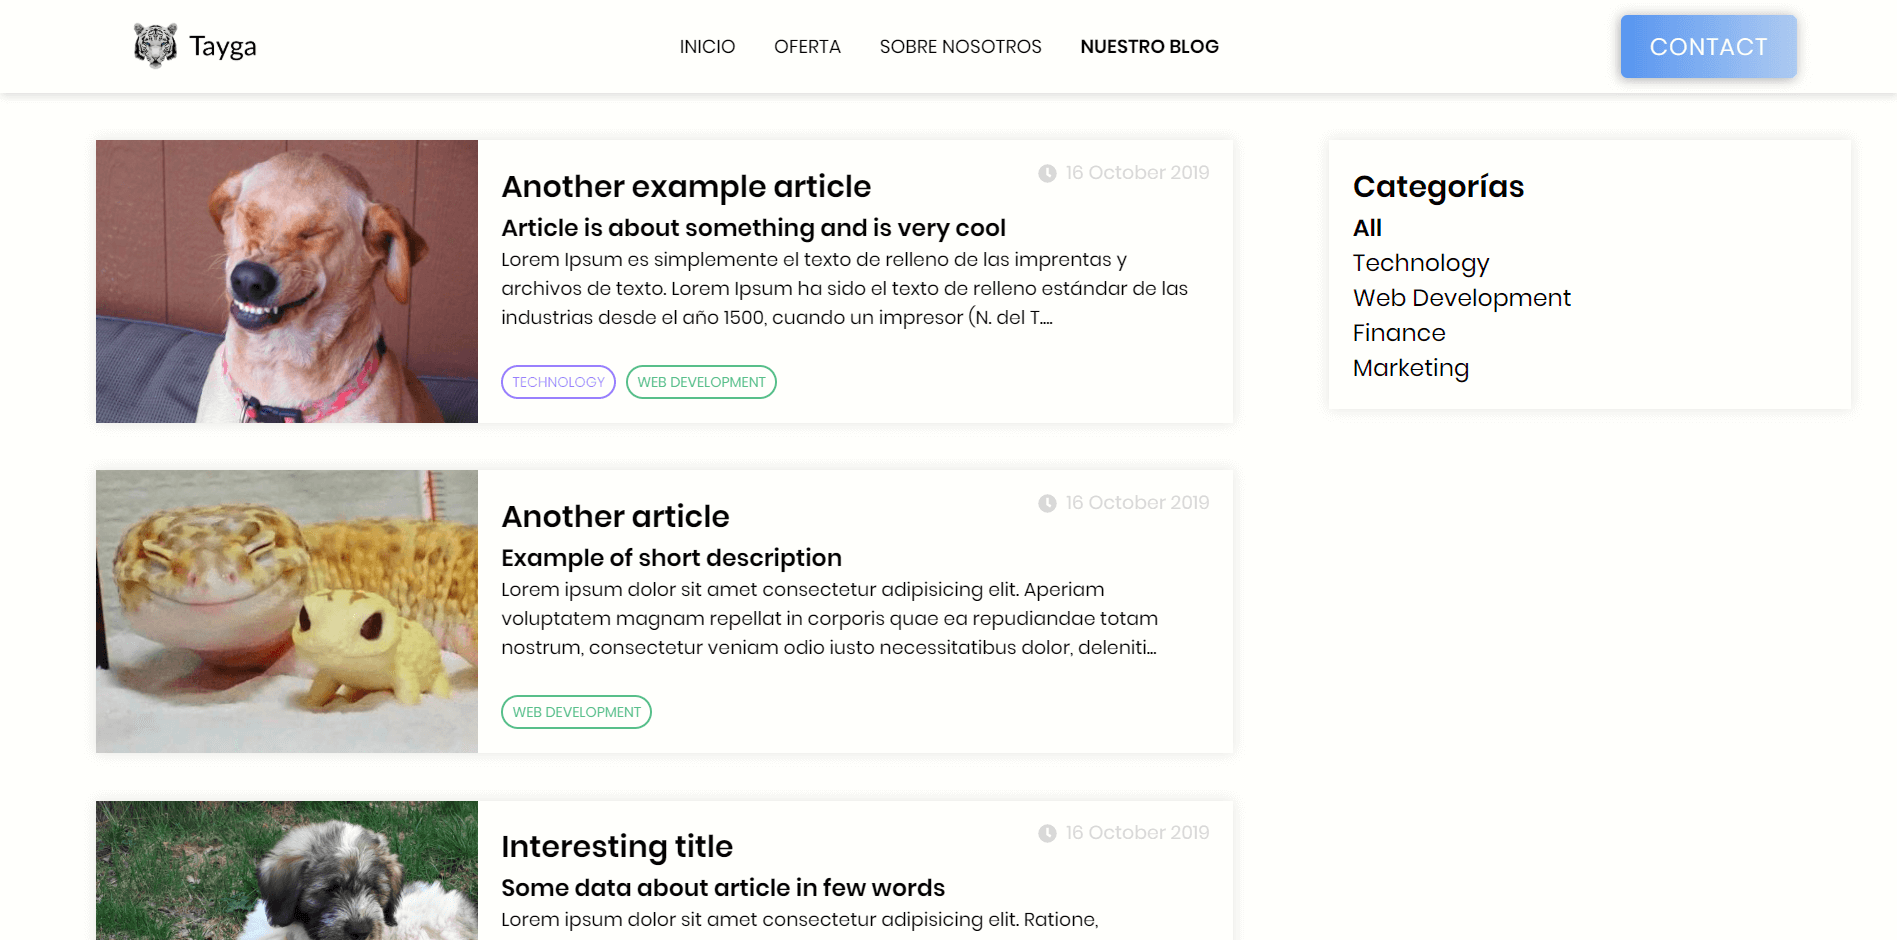 Tayga
INICIO
OFERTA
SOBRE NOSOTROS
NUESTRO BLOG
CONTACT
Another example article
16 October 2019
Article is about something and is very cool
Lorem Ipsum es simplemente el texto de relleno de las imprentas y
archivos de texto. Lorem Ipsum ha sido el texto de relleno estándar de las
industrias desde el año 1500, cuando un impresor (N. del T....
TECHNOLOGY
WEB DEVELOPMENT
Another article
16 October 2019
Example of short description
Lorem ipsum dolor sit amet consectetur adipisicing elit. Aperiam
voluptatem magnam repellat in corporis quae ea repudiandae totam
nostrum, consectetur veniam odio iusto necessitatibus dolor, deleniti...
WEB DEVELOPMENT
Interesting title
16 October 2019
Some data about article in few words
Lorem ipsum dolor sit amet consectetur adipisicing elit. Ratione,
Categorías
All
Technology
Web Development
Finance
Marketing